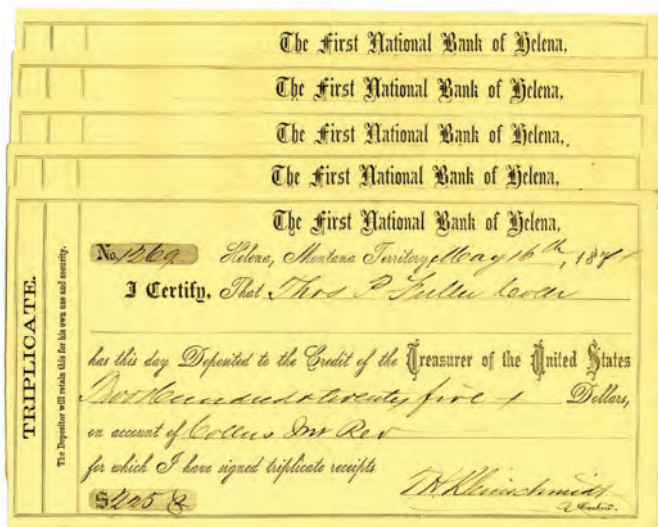 The First National Bank of Helena,
The First National Bank of Helena,
The First National Bank of Helena,.
The First National Bank of Helena,
The First National Bank of Helena,
TRIPLICATE.
The Depositor will retain this for his own use and security.
No. 1269 Helena, Montana Territory, May 16th, 1874
I Certify, That Thos P Fuller Coller
has this day Deposited to the Credit of the Treasurer of the United States
Two Hundred & twenty five Dollars,
on account of Collns Int Rev
for which I have signed triplicate receipts
$225 T H Kleinschmidt
A. Cashier.